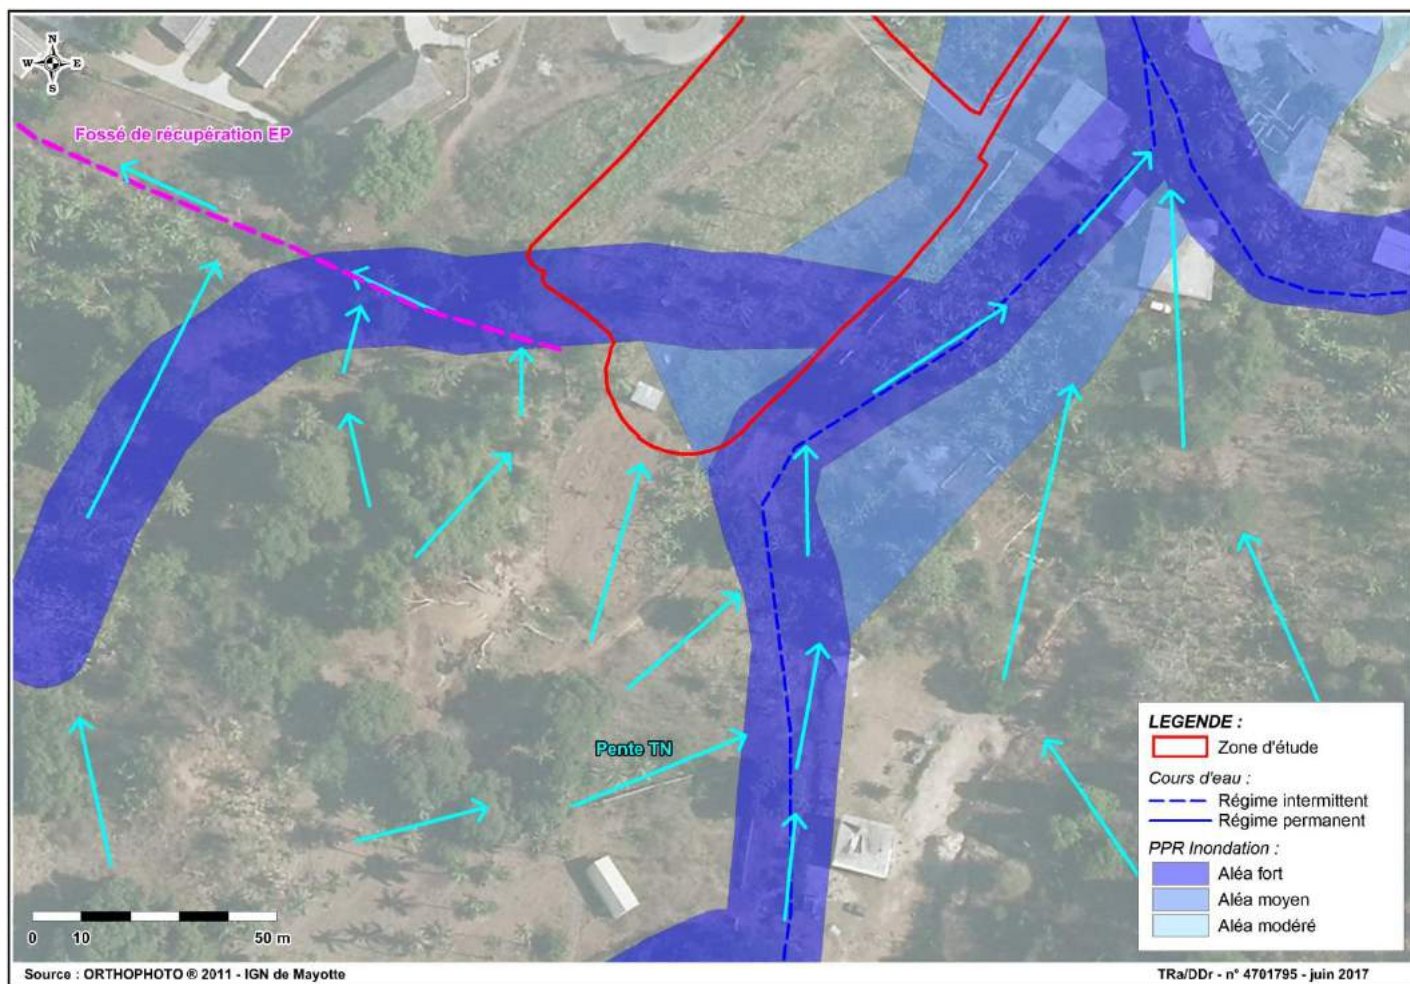 N
W E
S
Fossé de récupération EP
Pente TN
LEGENDE :
Zone d'étude
Cours d'eau :
Régime intermittent
Régime permanent
PPR Inondation :
Aléa fort
Aléa moyen
Aléa modéré
0 10 50 m
Source : ORTHOPHOTO ® 2011 - IGN de Mayotte
TRa/DDr - n° 4701795 - juin 2017